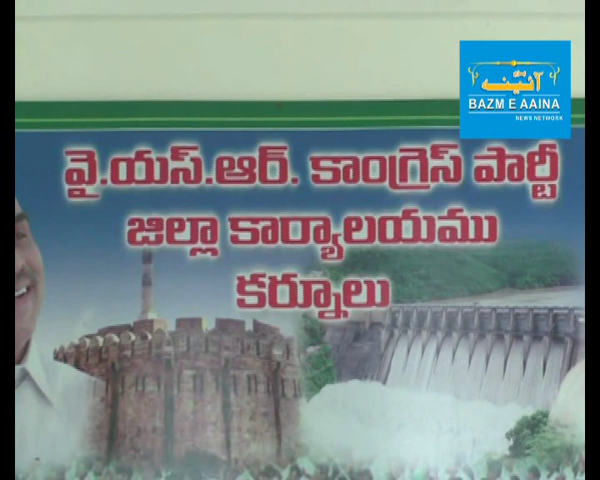 آئینہ
BAZM E AAINA
NEWS NETWORK
వై.యస్.ఆర్. కాంగ్రెస్ పార్టీ
జిల్లా కార్యాలయము
కర్నూలు